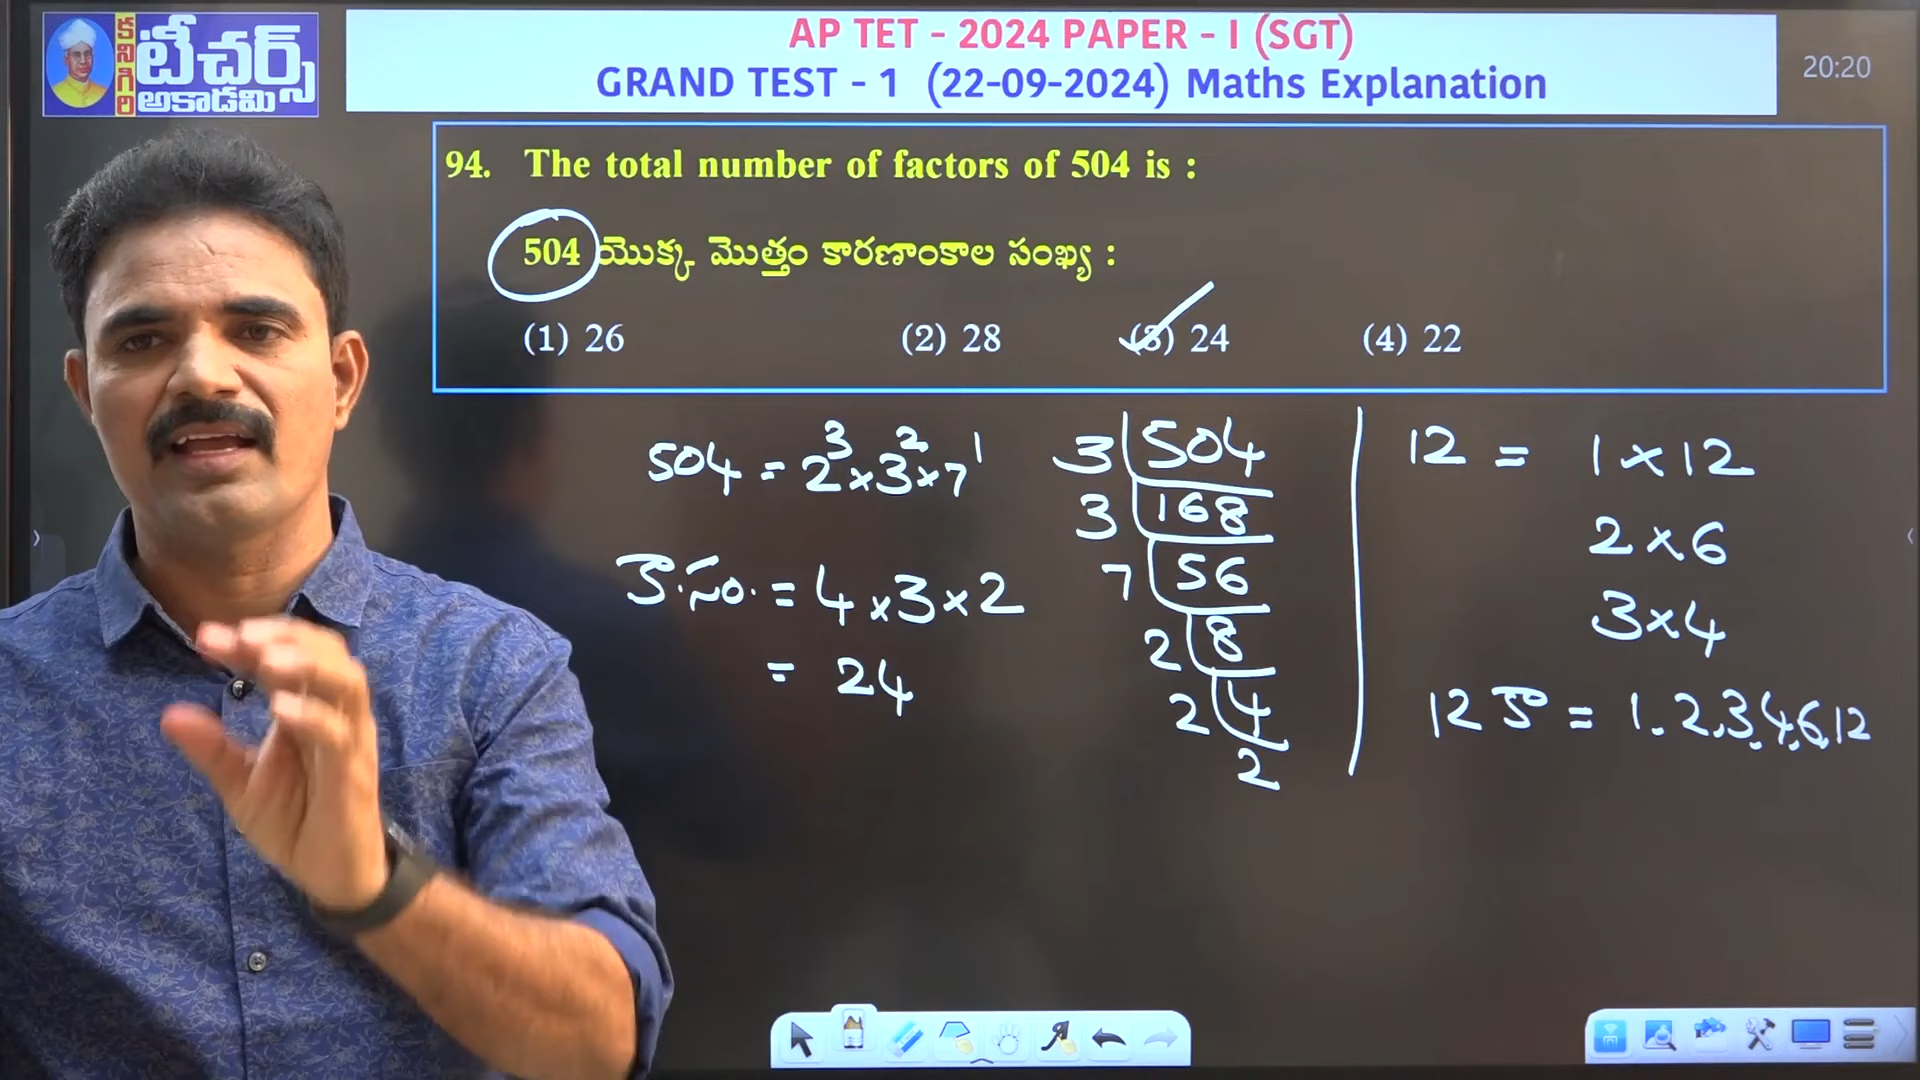 కనిగిరి
టీచర్స్
అకాడమి
AP TET - 2024 PAPER - I (SGT)
GRAND TEST - 1 (22-09-2024) Maths Explanation
20:20
94. The total number of factors of 504 is :
504 యొక్క మొత్తం కారణాంకాల సంఖ్య :
(1) 26 (2) 28 (3) 24 (4) 22
504 = 2³ × 3² × 7¹
కా.సం. = 4 × 3 × 2
= 24
3 504
3 168
7 56
2 8
2 4
2
12 = 1 × 12
2 × 6
3 × 4
12 కా = 1, 2, 3, 4, 6, 12